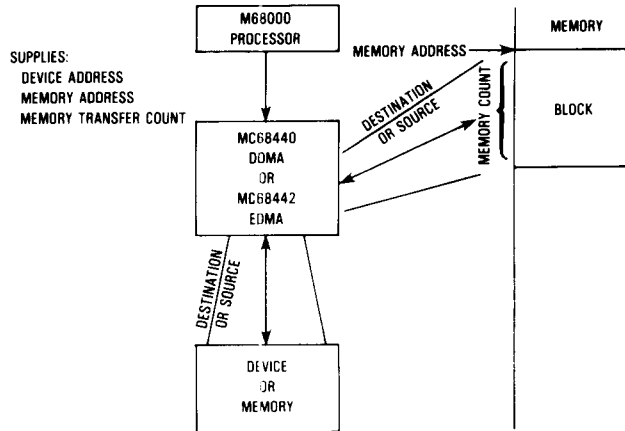 M68000
PROCESSOR
SUPPLIES:
DEVICE ADDRESS
MEMORY ADDRESS
MEMORY TRANSFER COUNT
MEMORY ADDRESS
MEMORY
DESTINATION
OR SOURCE
MEMORY COUNT
BLOCK
MC68440
DDMA
OR
MC68442
EDMA
DESTINATION
OR SOURCE
DEVICE
OR
MEMORY